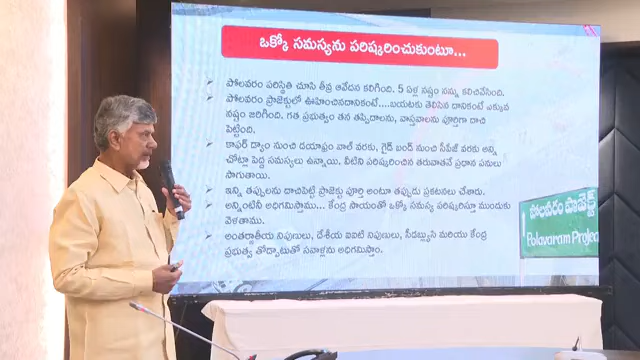 ఒక్కో సమస్యను పరిష్కరించుకుంటూ...
పోలవరం పరిస్థితి చూసి తీవ్ర ఆవేదన కలిగింది. 5 ఏళ్ల నష్టం నన్ను కలిచివేసింది.
పోలవరం ప్రాజెక్టులో ఊహించినదానికంటే....బయటకు తెలిసిన దానికంటే ఎక్కువ
నష్టం జరిగింది. గత ప్రభుత్వం తన తప్పిదాలను, వాస్తవాలను పూర్తిగా దాచి
పెట్టింది.
కాఫర్ డ్యాం నుంచి డయాఫ్రం వాల్ వరకు, గైడ్ బండ్ నుంచి సీపేజ్ వరకు అన్ని
చోట్లా పెద్ద సమస్యలు ఉన్నాయి. వీటిని పరిష్కరించిన తరువాతనే ప్రధాన పనులు
సాగుతాయి.
ఇన్ని తప్పులను దాచిపెట్టి ప్రాజెక్టు పూర్తి అంటూ తప్పుడు ప్రకటనలు చేశారు.
అన్నింటినీ అధిగమిస్తాము... కేంద్ర సాయంతో ఒక్కో సమస్య పరిష్కరిస్తూ ముందుకు
వెళతాము.
అంతర్జాతీయ నిపుణులు, దేశీయ ఐఐటీ నిపుణులు, సీడబ్ల్యుసి మరియు కేంద్ర
ప్రభుత్వ తోడ్పాటుతో సవాళ్లను అధిగమిస్తాం.
పోలవరం ప్రాజెక్ట్
Polavaram Project